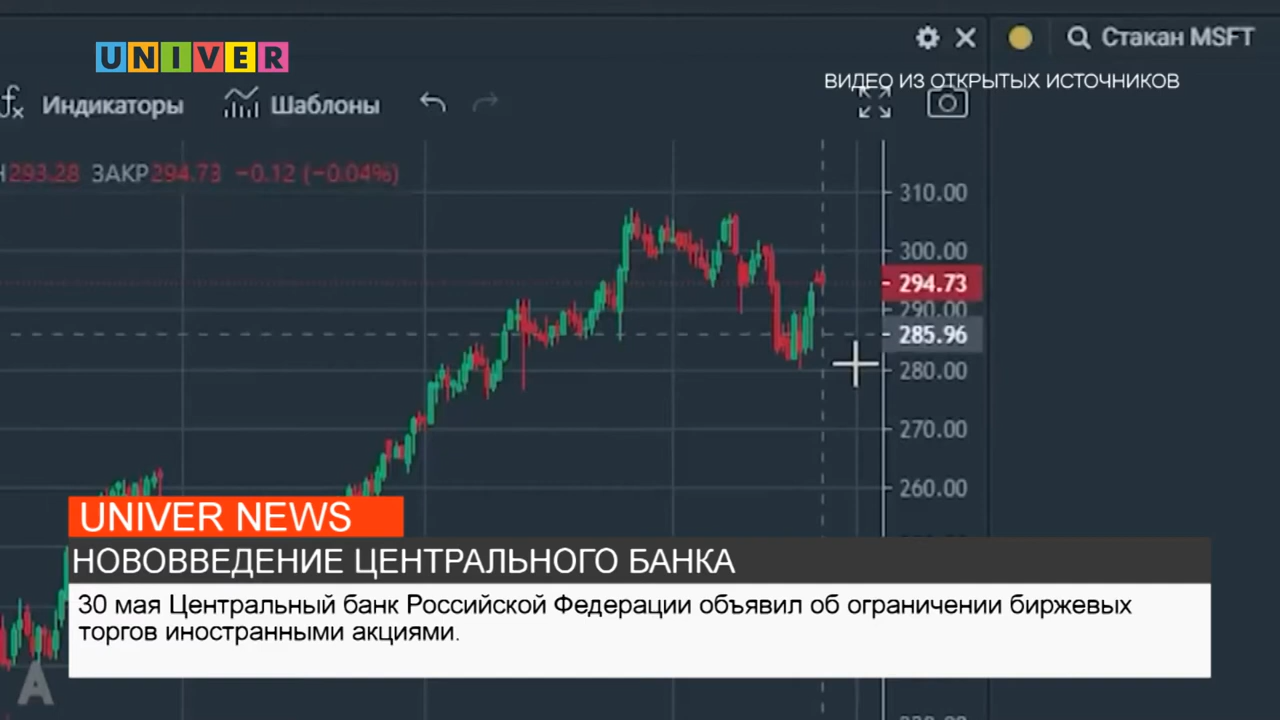 UNIVER
Стакан MSFT
ВИДЕО ИЗ ОТКРЫТЫХ ИСТОЧНИКОВ
Индикаторы
Шаблоны
293.28 ЗАКР 294.73 −0.12 (−0.04%)
310.00
300.00
294.73
290.00
285.96
280.00
270.00
260.00
UNIVER NEWS
НОВОВВЕДЕНИЕ ЦЕНТРАЛЬНОГО БАНКА
30 мая Центральный банк Российской Федерации объявил об ограничении биржевых
торгов иностранными акциями.
A